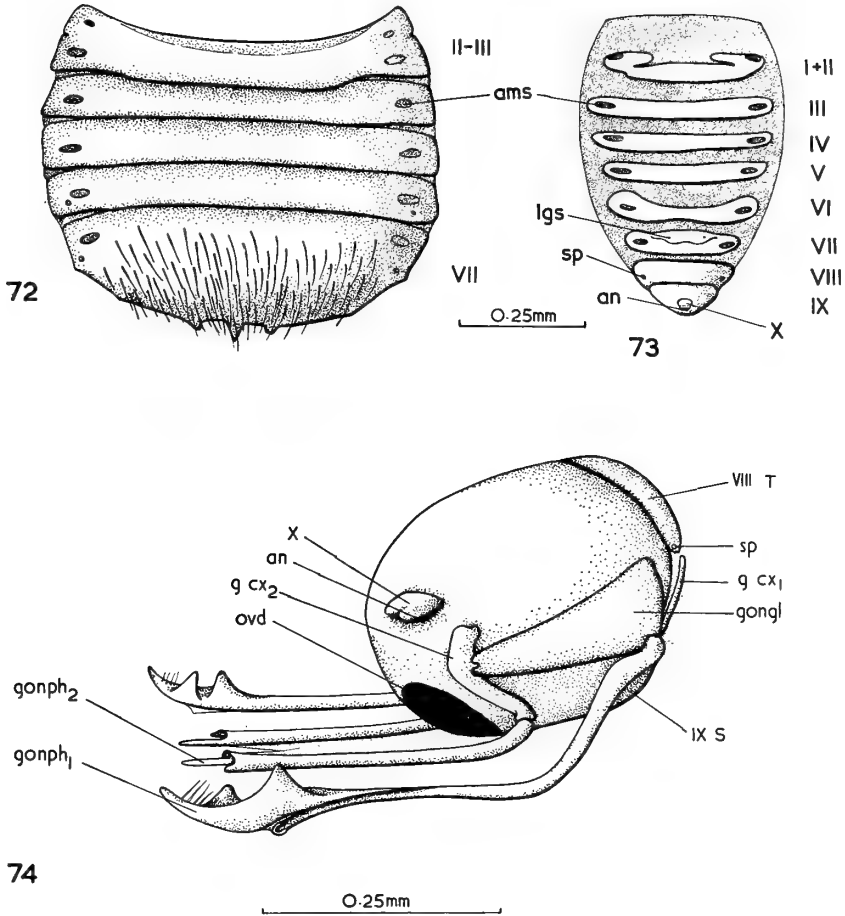 II-III
ams
VII
72
I+II
III
IV
V
VI
VII
VIII
IX
X
lgs
sp
an
0·25mm
73
VIII T
sp
g cx₁
gongl
IX S
X
an
g cx₂
ovd
gonph₂
gonph₁
74
0·25mm